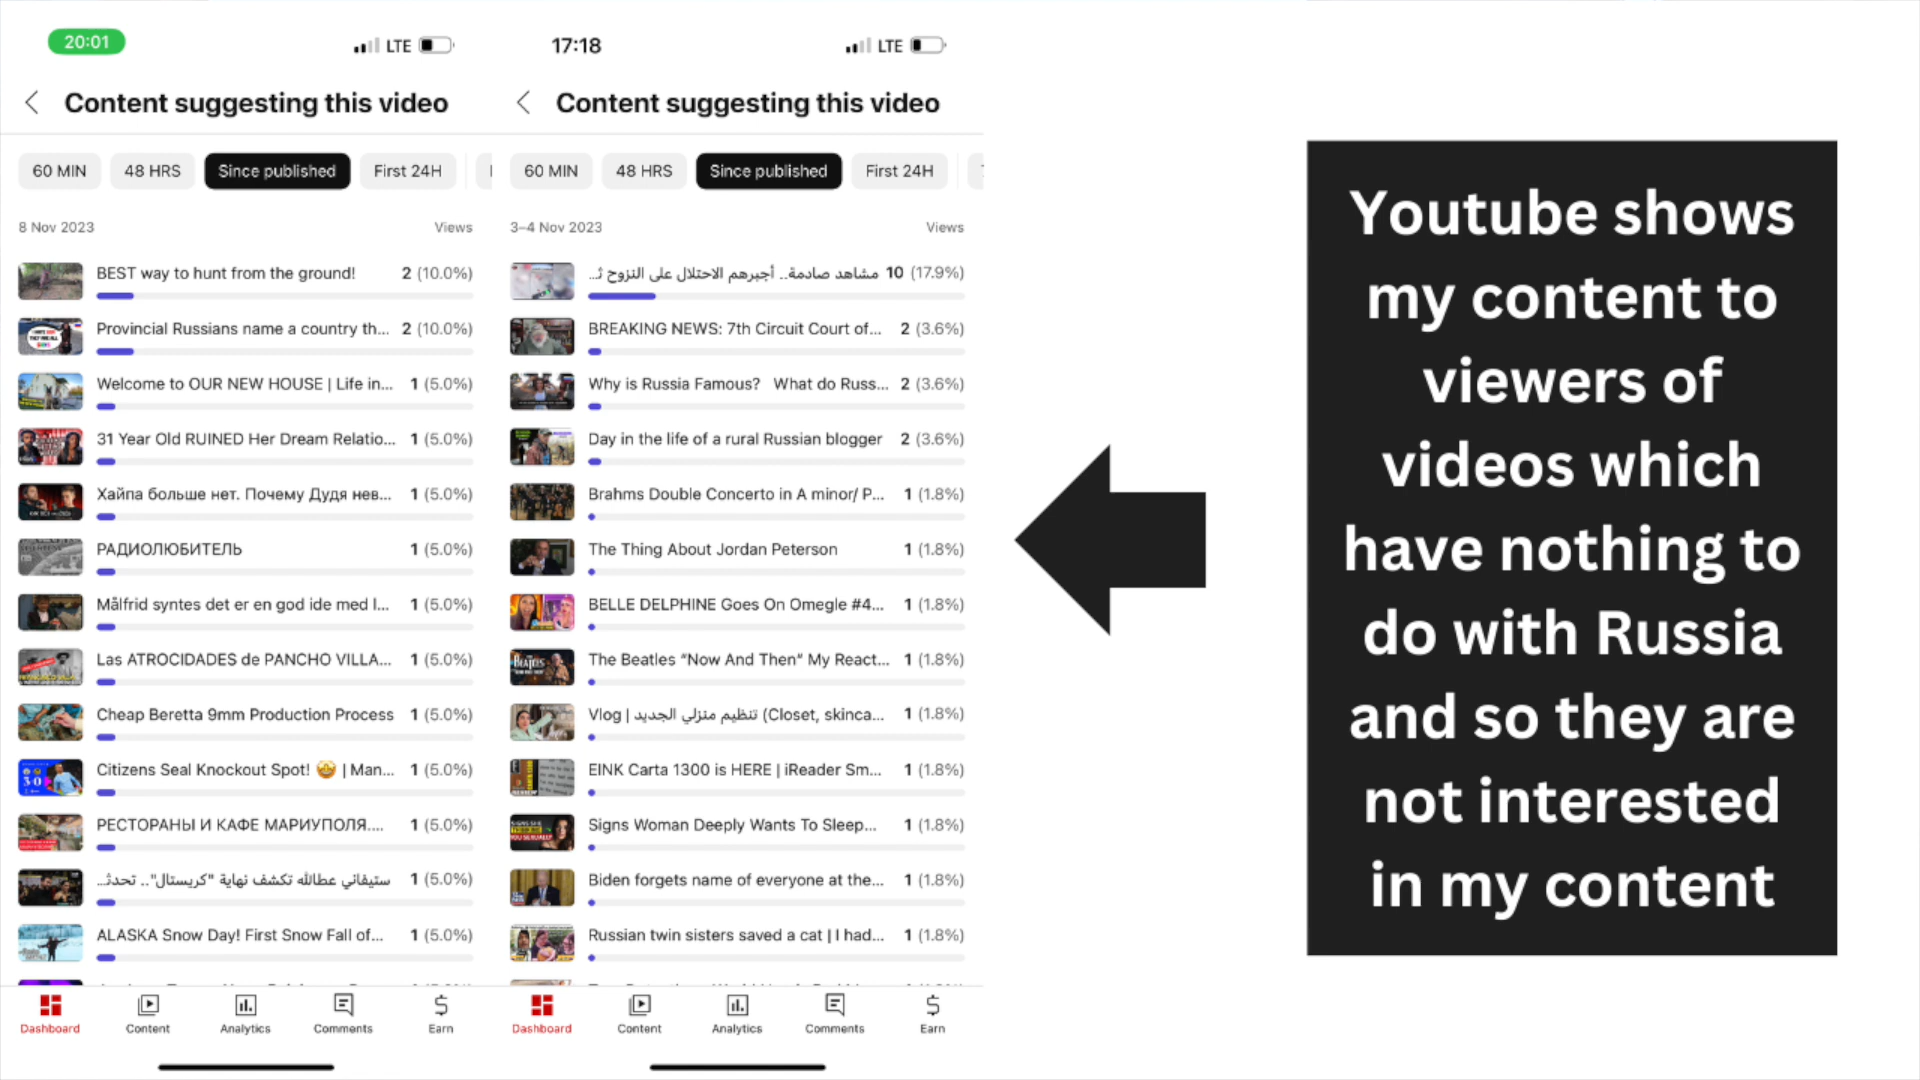 20:01
LTE
Content suggesting this video
60 MIN
48 HRS
Since published
First 24H
8 Nov 2023
Views
BEST way to hunt from the ground! 2 (10.0%)
Provincial Russians name a country th... 2 (10.0%)
Welcome to OUR NEW HOUSE | Life in... 1 (5.0%)
31 Year Old RUINED Her Dream Relatio... 1 (5.0%)
Хайпа больше нет. Почему Дудя нев... 1 (5.0%)
РАДИОЛЮБИТЕЛЬ 1 (5.0%)
Målfrid syntes det er en god ide med l... 1 (5.0%)
Las ATROCIDADES de PANCHO VILLA... 1 (5.0%)
Cheap Beretta 9mm Production Process 1 (5.0%)
Citizens Seal Knockout Spot! 🤩 | Man... 1 (5.0%)
РЕСТОРАНЫ И КАФЕ МАРИУПОЛЯ.... 1 (5.0%)
ستيفاني عطالله تكشف نهاية "كريستال".. تحدث... 1 (5.0%)
ALASKA Snow Day! First Snow Fall of... 1 (5.0%)
Dashboard
Content
Analytics
Comments
Earn
17:18
LTE
Content suggesting this video
60 MIN
48 HRS
Since published
First 24H
3–4 Nov 2023
Views
مشاهد صادمة.. أجبرهم الاحتلال على النزوح ثـ... 10 (17.9%)
BREAKING NEWS: 7th Circuit Court of... 2 (3.6%)
Why is Russia Famous? What do Russ... 2 (3.6%)
Day in the life of a rural Russian blogger 2 (3.6%)
Brahms Double Concerto in A minor/ P... 1 (1.8%)
The Thing About Jordan Peterson 1 (1.8%)
BELLE DELPHINE Goes On Omegle #4... 1 (1.8%)
The Beatles “Now And Then” My React... 1 (1.8%)
Vlog | تنظيم منزلي الجديد (Closet, skinca... 1 (1.8%)
EINK Carta 1300 is HERE | iReader Sm... 1 (1.8%)
Signs Woman Deeply Wants To Sleep... 1 (1.8%)
Biden forgets name of everyone at the... 1 (1.8%)
Russian twin sisters saved a cat | I had... 1 (1.8%)
Dashboard
Content
Analytics
Comments
Earn
Youtube shows
my content to
viewers of
videos which
have nothing to
do with Russia
and so they are
not interested
in my content